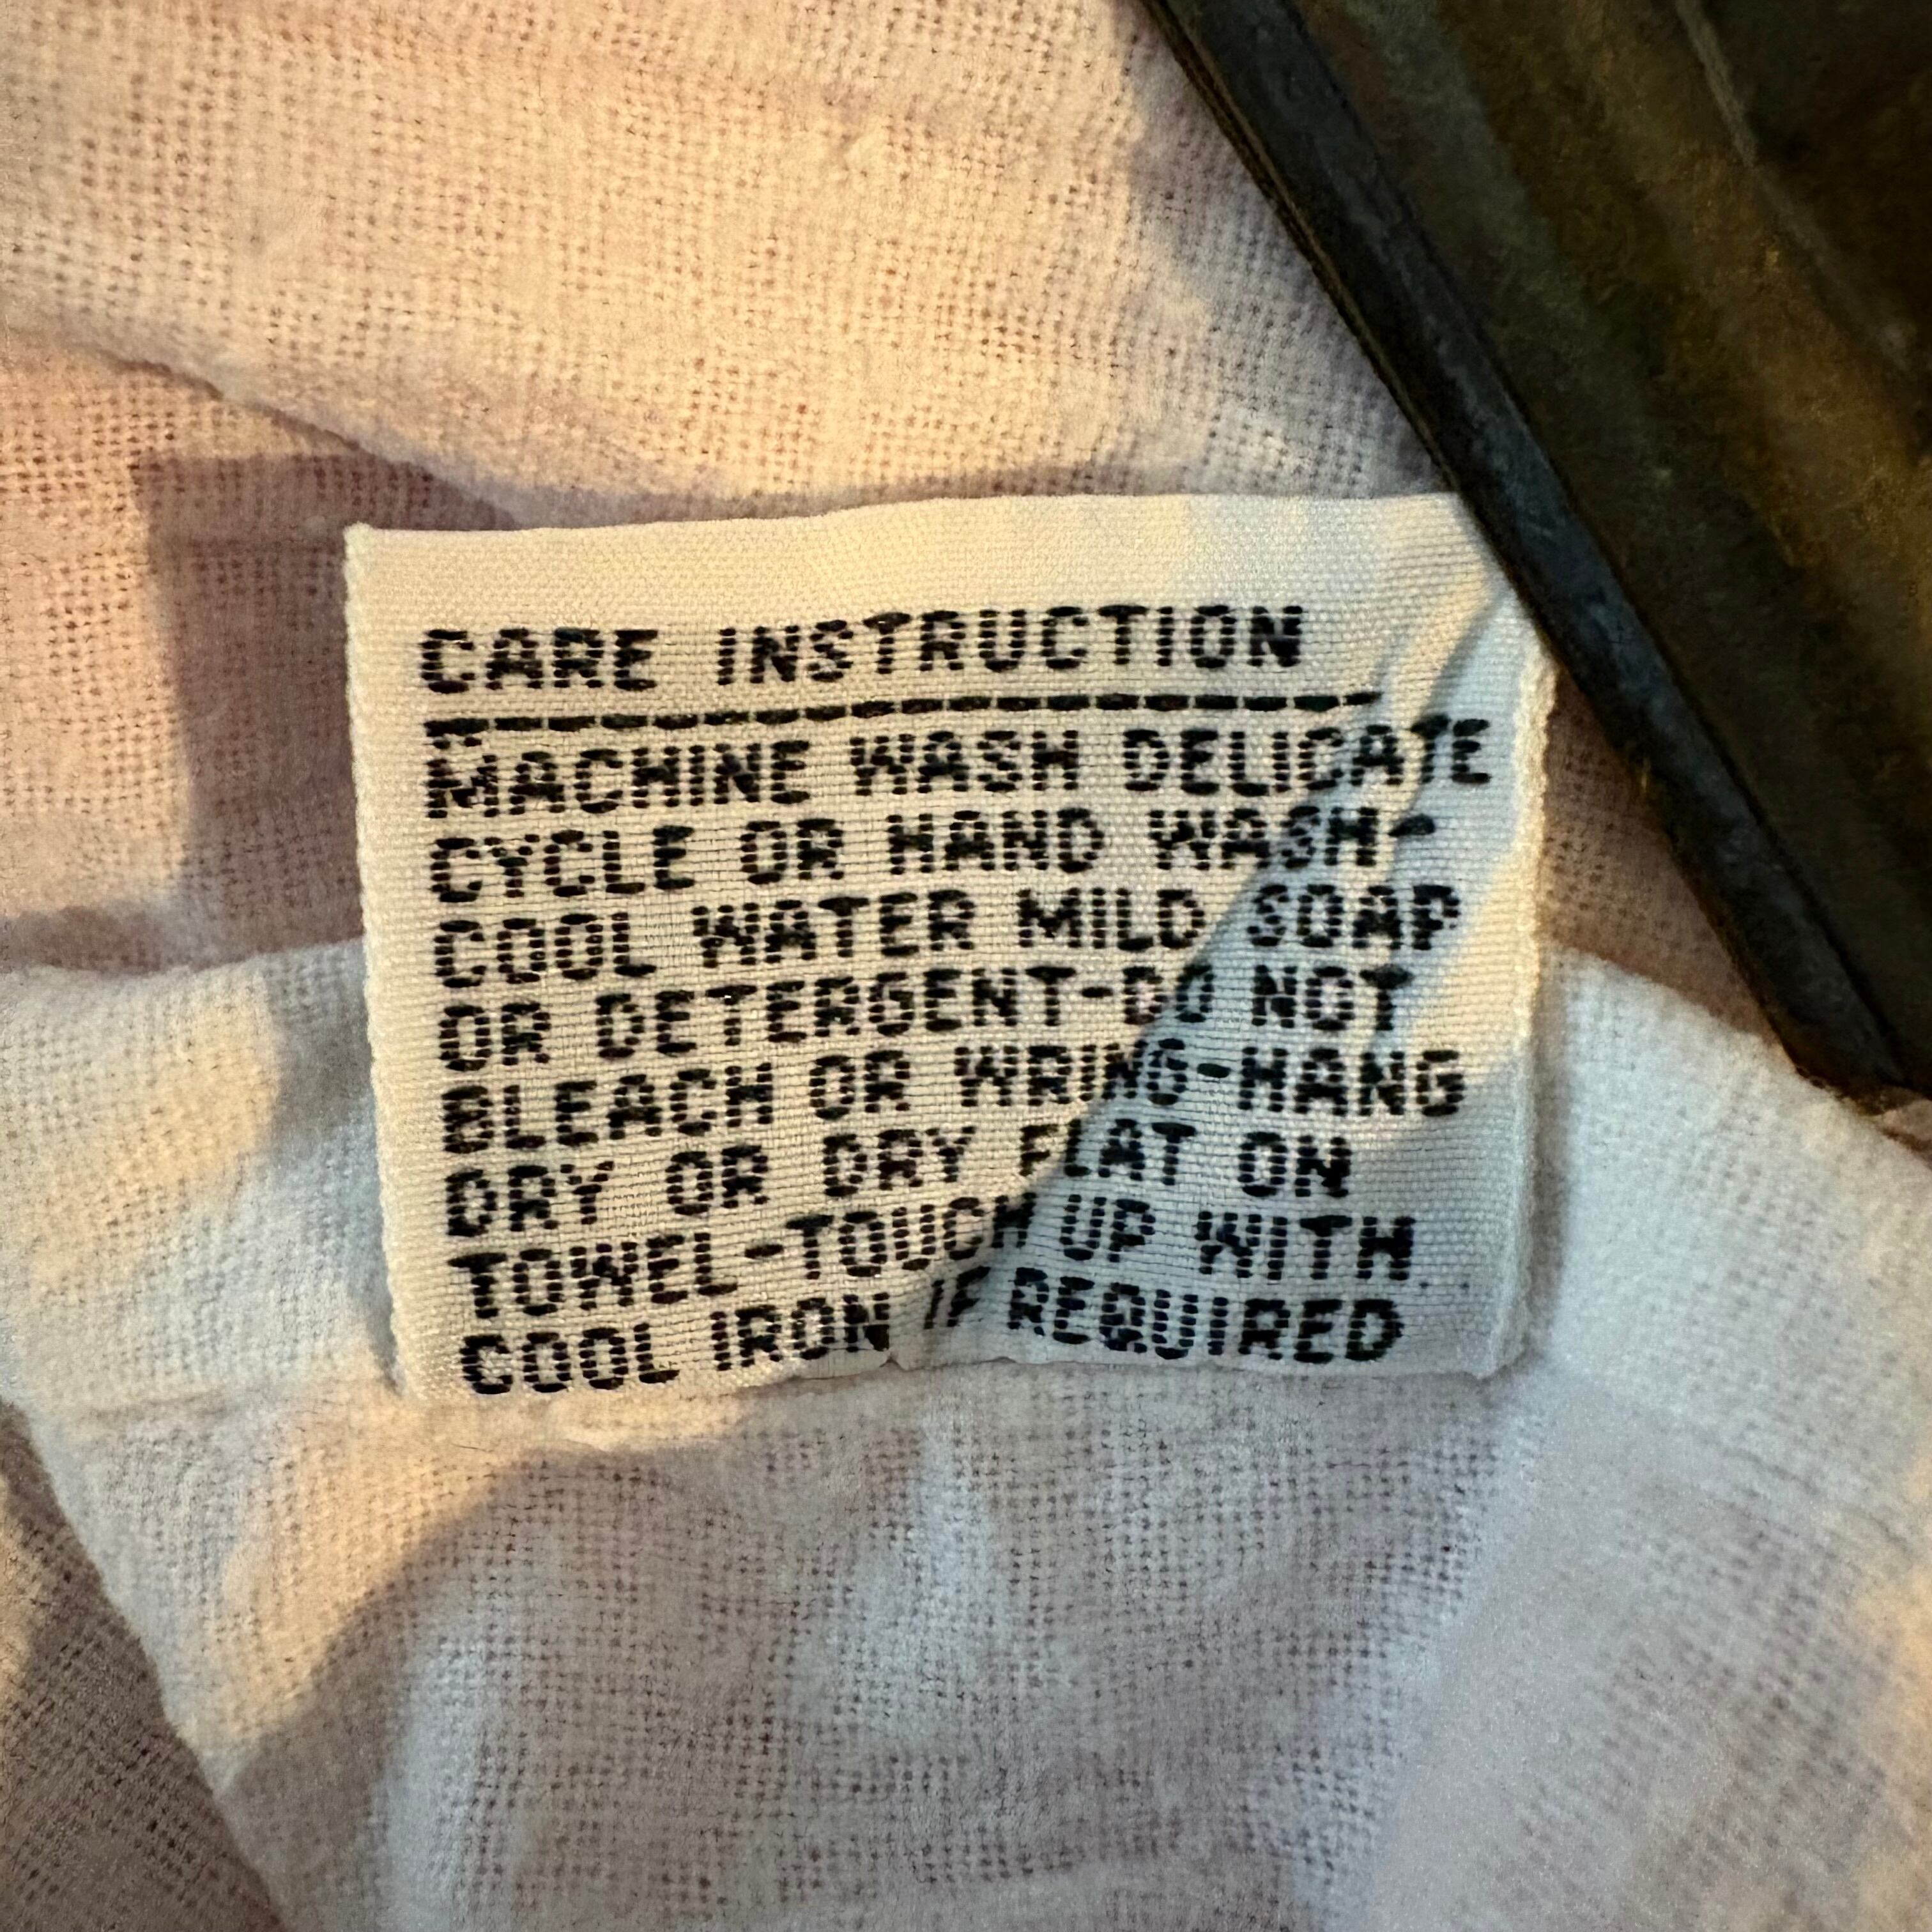 CARE INSTRUCTION
MACHINE WASH DELICATE
CYCLE OR HAND WASH-
COOL WATER MILD SOAP
OR DETERGENT-DO NOT
BLEACH OR WRING-HANG
DRY OR DRY FLAT ON
TOWEL-TOUCH UP WITH
COOL IRON IF REQUIRED